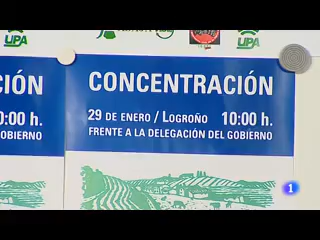 UPA
UPA
CIÓN
CONCENTRACIÓN
0:00 h.
29 DE ENERO / LOGROÑO 10:00 h.
OBIERNO
FRENTE A LA DELEGACIÓN DEL GOBIERNO
1